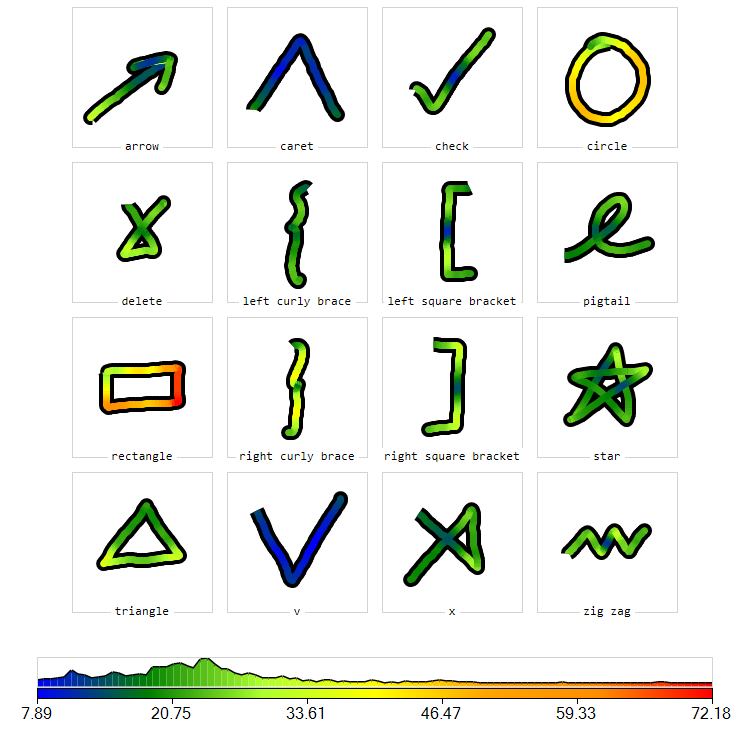 arrow caret check circle
delete left curly brace left square bracket pigtail
rectangle right curly brace right square bracket star
triangle v x zig zag
7.89 20.75 33.61 46.47 59.33 72.18